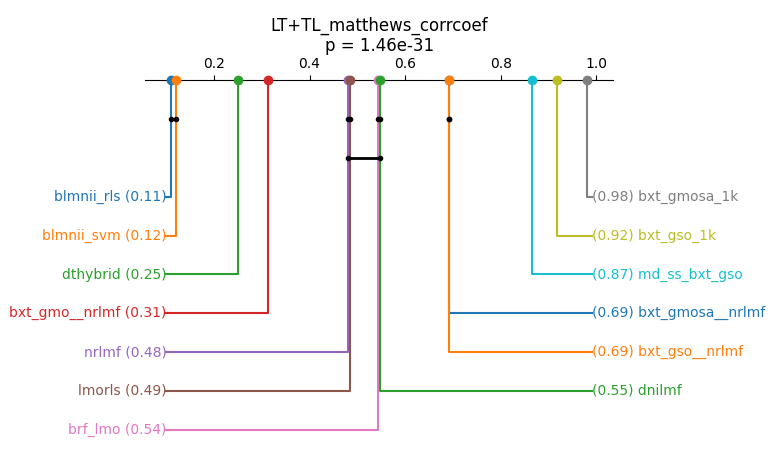 LT+TL_matthews_corrcoef
p = 1.46e-31
0.2 0.4 0.6 0.8 1.0
blmnii_rls (0.11) (0.98) bxt_gmosa_1k
blmnii_svm (0.12) (0.92) bxt_gso_1k
dthybrid (0.25) (0.87) md_ss_bxt_gso
bxt_gmo__nrlmf (0.31) (0.69) bxt_gmosa__nrlmf
nrlmf (0.48) (0.69) bxt_gso__nrlmf
lmorls (0.49) (0.55) dnilmf
brf_lmo (0.54)